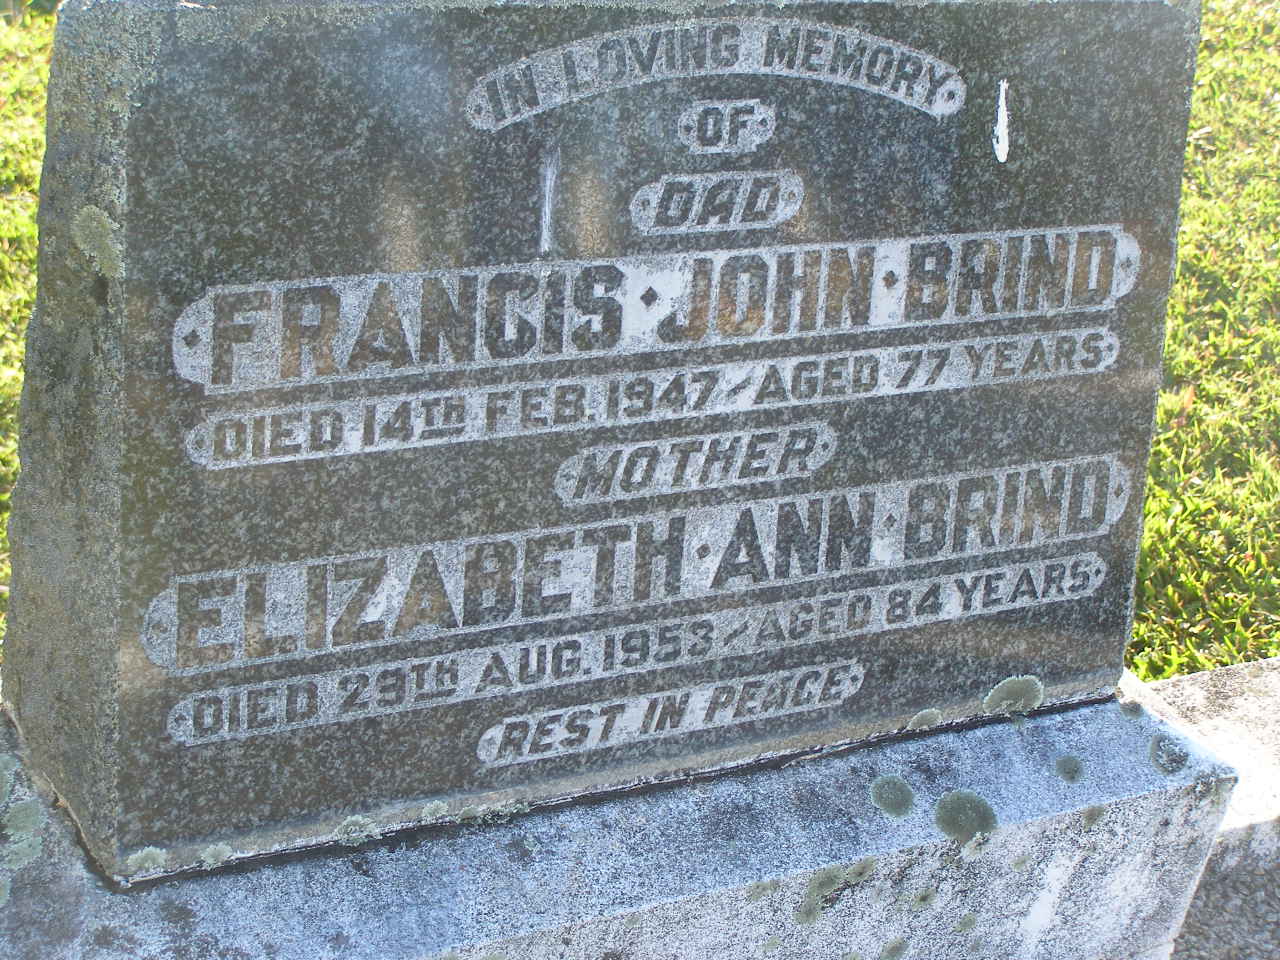 IN LOVING MEMORY
OF
DAD
FRANCIS · JOHN · BRIND
DIED 14TH FEB. 1947 / AGED 77 YEARS
MOTHER
ELIZABETH · ANN · BRIND
DIED 29TH AUG. 1953 / AGED 84 YEARS
REST IN PEACE